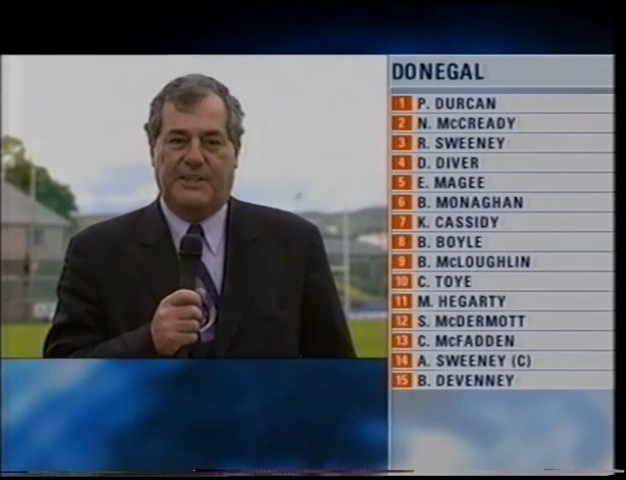 DONEGAL
1 P. DURCAN
2 N. McCREADY
3 R. SWEENEY
4 D. DIVER
5 E. MAGEE
6 B. MONAGHAN
7 K. CASSIDY
8 B. BOYLE
9 B. McLOUGHLIN
10 C. TOYE
11 M. HEGARTY
12 S. McDERMOTT
13 C. McFADDEN
14 A. SWEENEY (C)
15 B. DEVENNEY